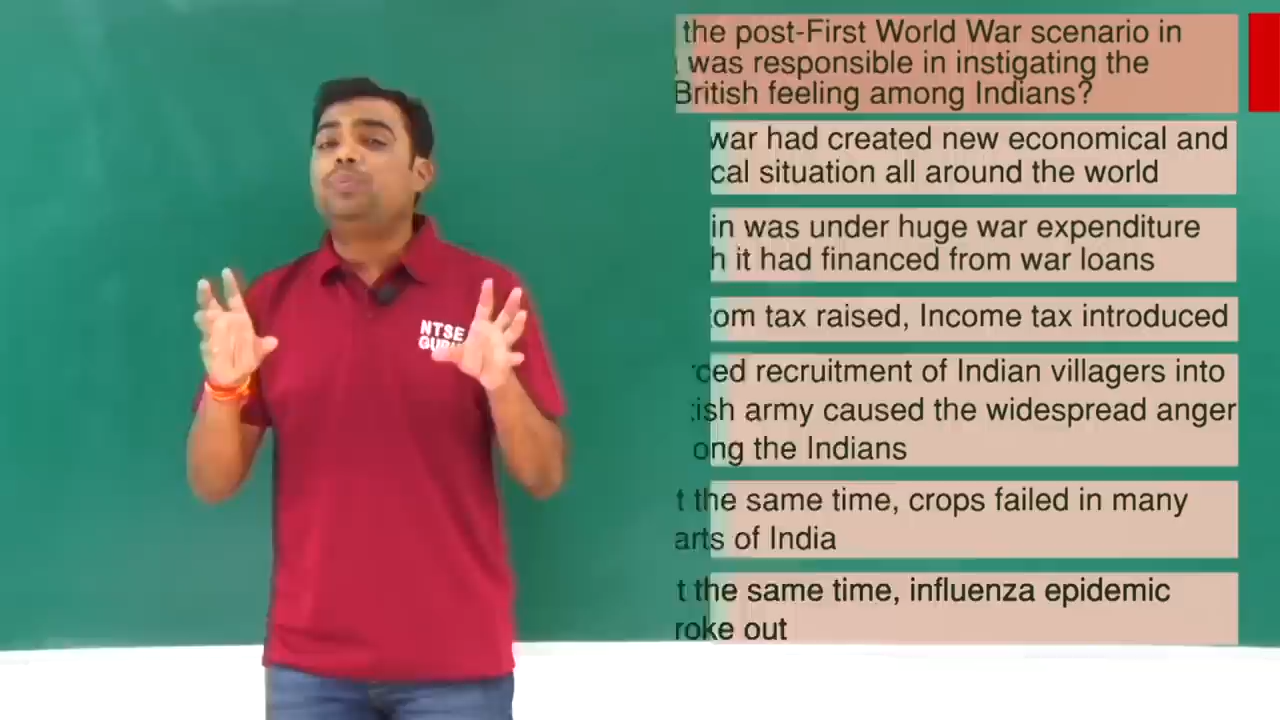 NTSE
GURU
the post-First World War scenario in
was responsible in instigating the
British feeling among Indians?
war had created new economical and
cal situation all around the world
in was under huge war expenditure
h it had financed from war loans
om tax raised, Income tax introduced
ced recruitment of Indian villagers into
ish army caused the widespread anger
ong the Indians
t the same time, crops failed in many
arts of India
t the same time, influenza epidemic
roke out